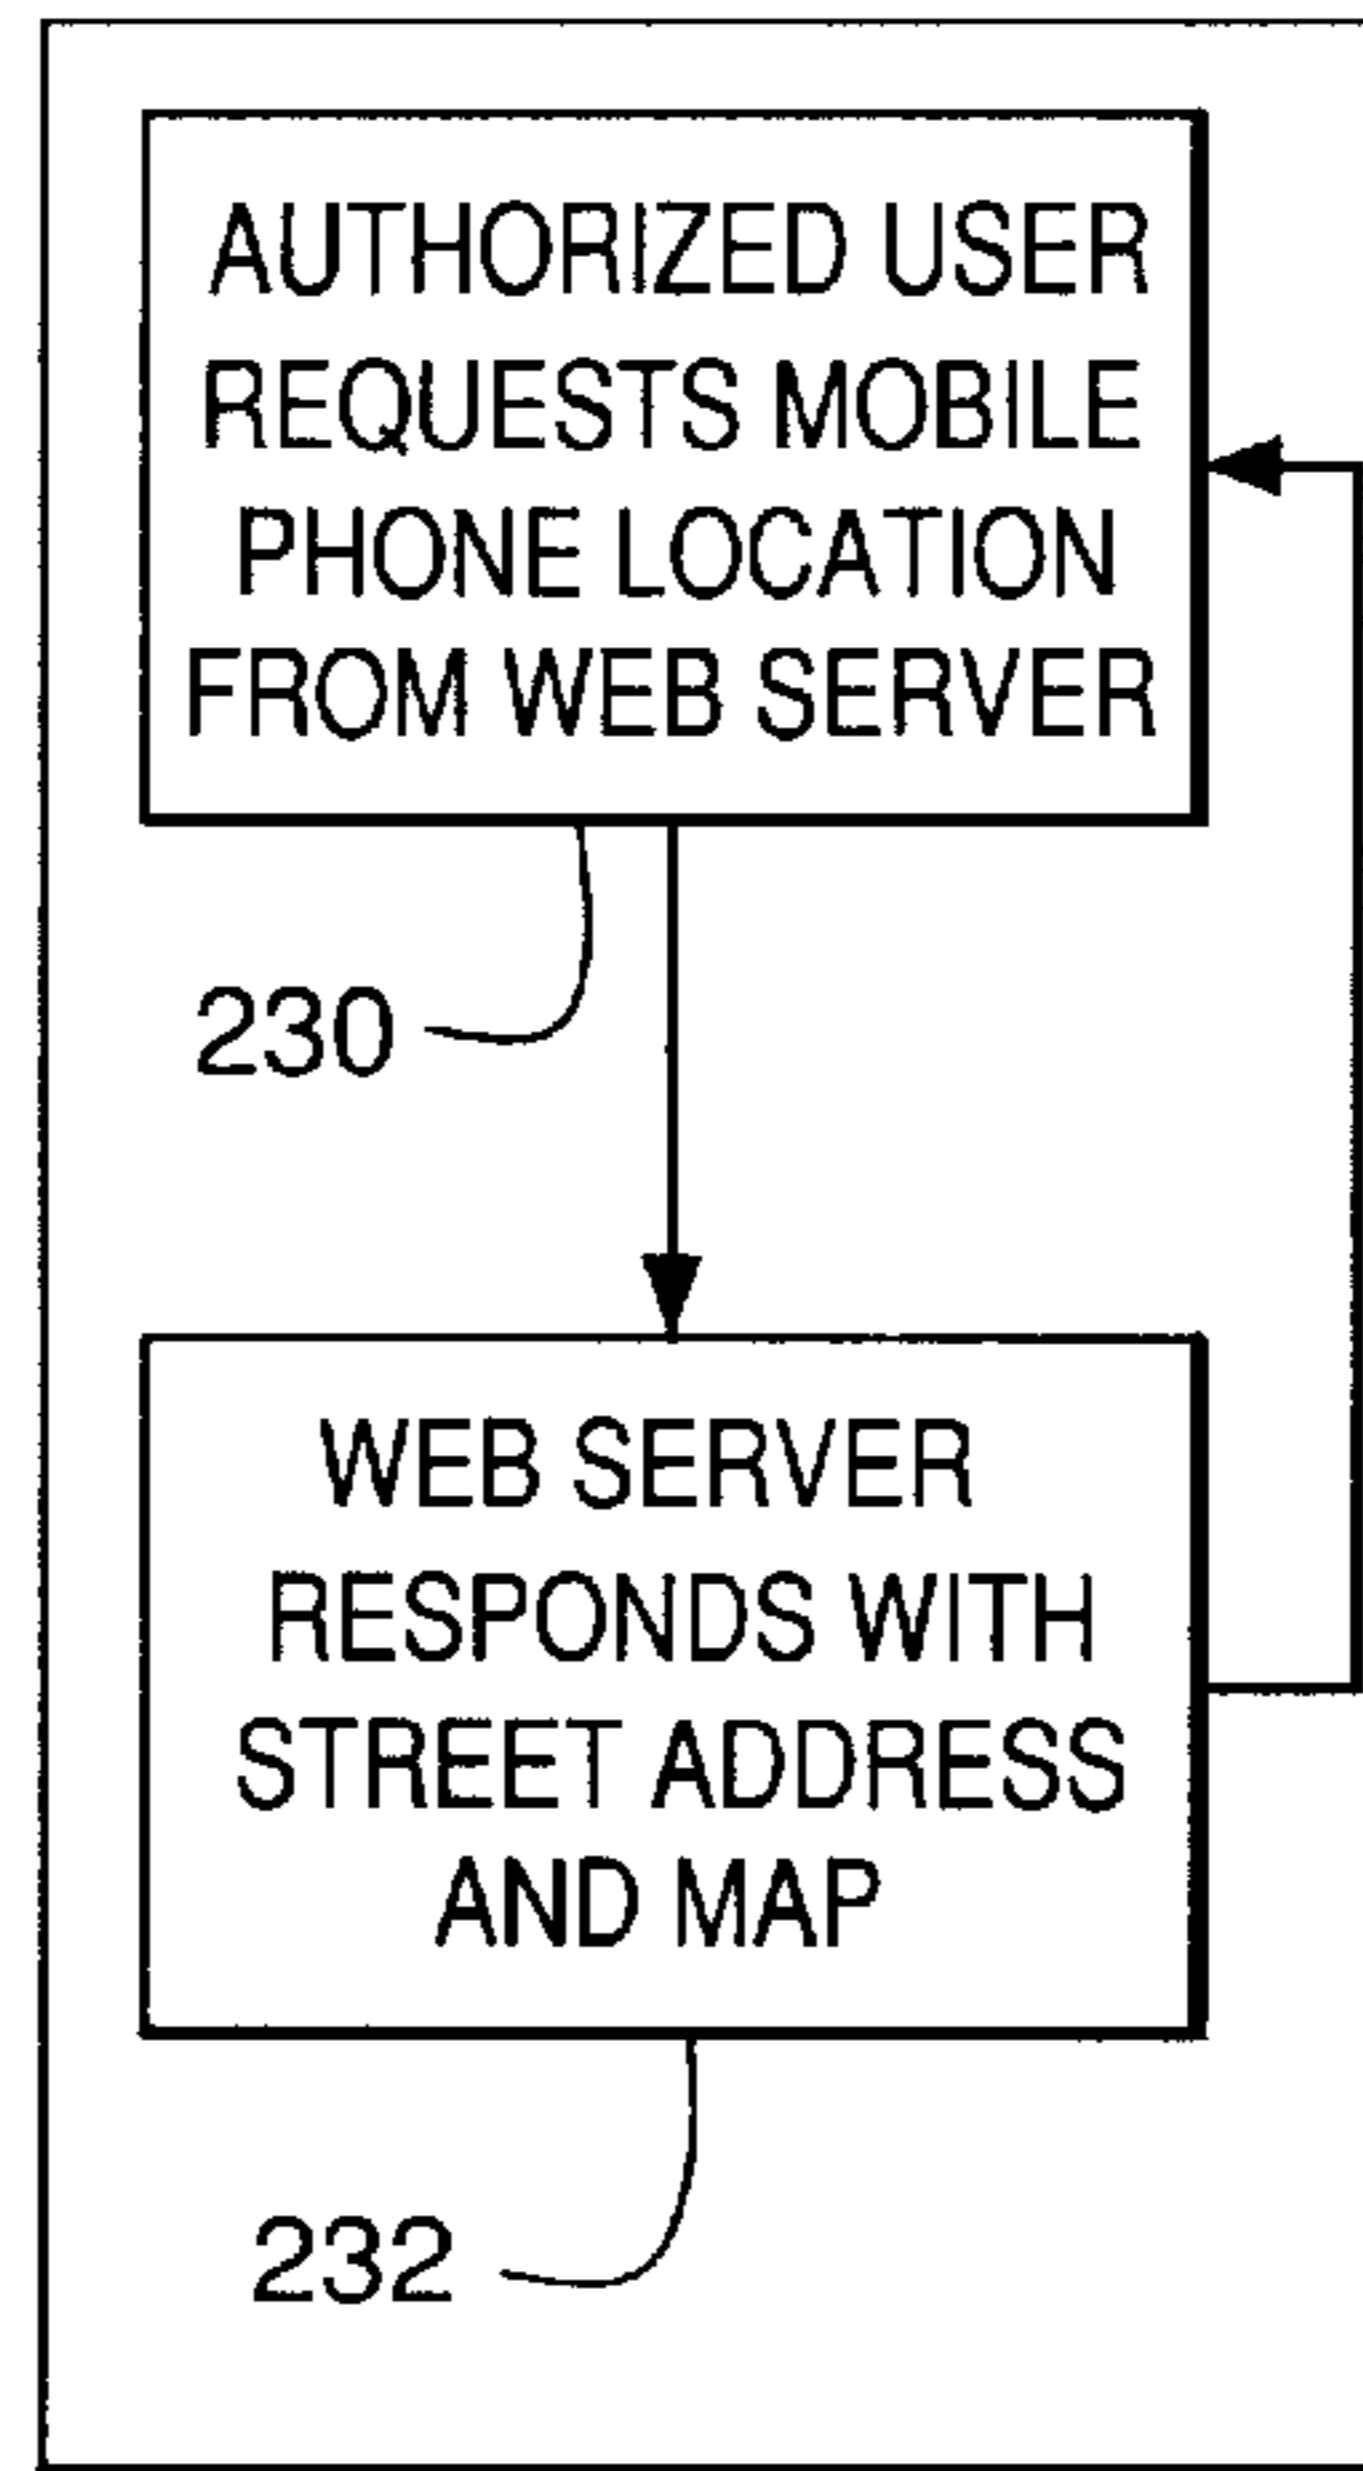 AUTHORIZED USER
REQUESTS MOBILE
PHONE LOCATION
FROM WEB SERVER
230
WEB SERVER
RESPONDS WITH
STREET ADDRESS
AND MAP
232